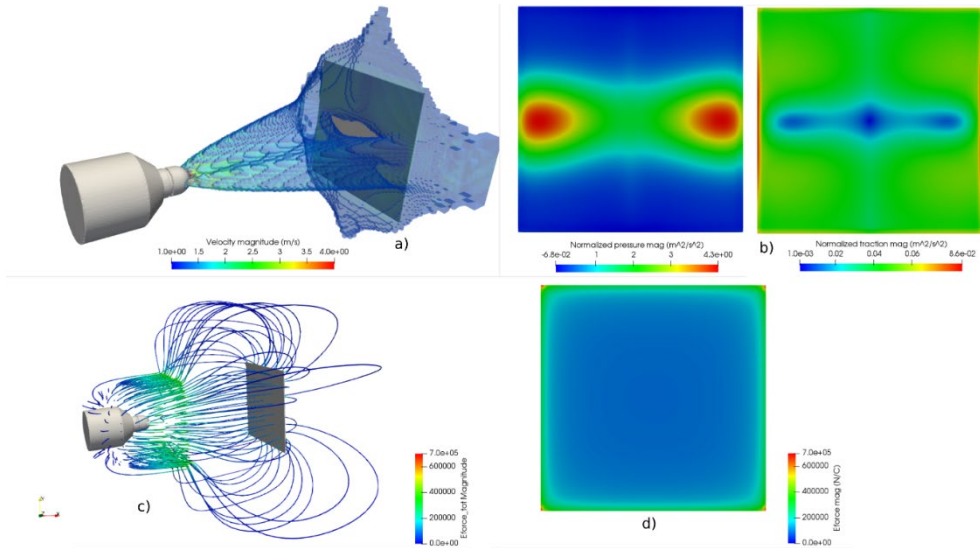 Velocity magnitude (m/s)
1.0e+00 1.5 2 2.5 3 3.5 4.0e+00
a)
Normalized pressure mag (m^2/s^2)
-6.8e-02 1 2 3 4.3e+00
b)
Normalized traction mag (m^2/s^2)
1.0e-03 0.03 0.04 0.06 8.6e-02
c)
Eforce_tot Magnitude
7.0e+05
600000
400000
200000
0.0e+00
d)
Eforce mag (N/C)
7.0e+05
600000
400000
200000
0.0e+00